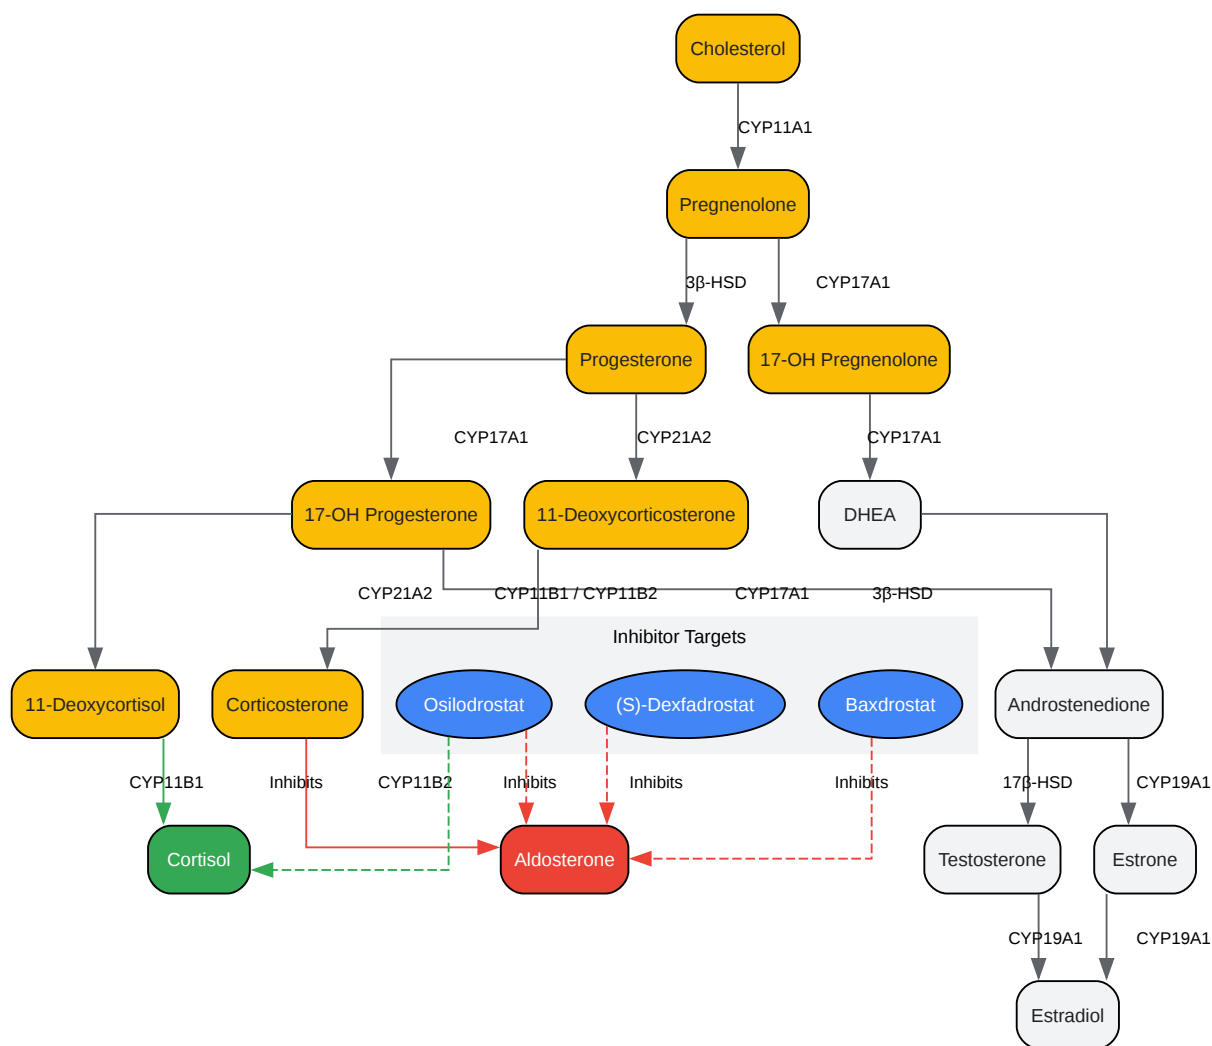 Cholesterol
CYP11A1
Pregnenolone
3β-HSD
CYP17A1
Progesterone
17-OH Pregnenolone
CYP17A1
CYP21A2
CYP17A1
17-OH Progesterone
11-Deoxycorticosterone
DHEA
CYP21A2
CYP11B1 / CYP11B2
CYP17A1
3β-HSD
Inhibitor Targets
11-Deoxycortisol
Corticosterone
Osilodrostat
(S)-Dexfadrostat
Baxdrostat
Androstenedione
CYP11B1
Inhibits
CYP11B2
Inhibits
Inhibits
Inhibits
17β-HSD
CYP19A1
Cortisol
Aldosterone
Testosterone
Estrone
CYP19A1
CYP19A1
Estradiol